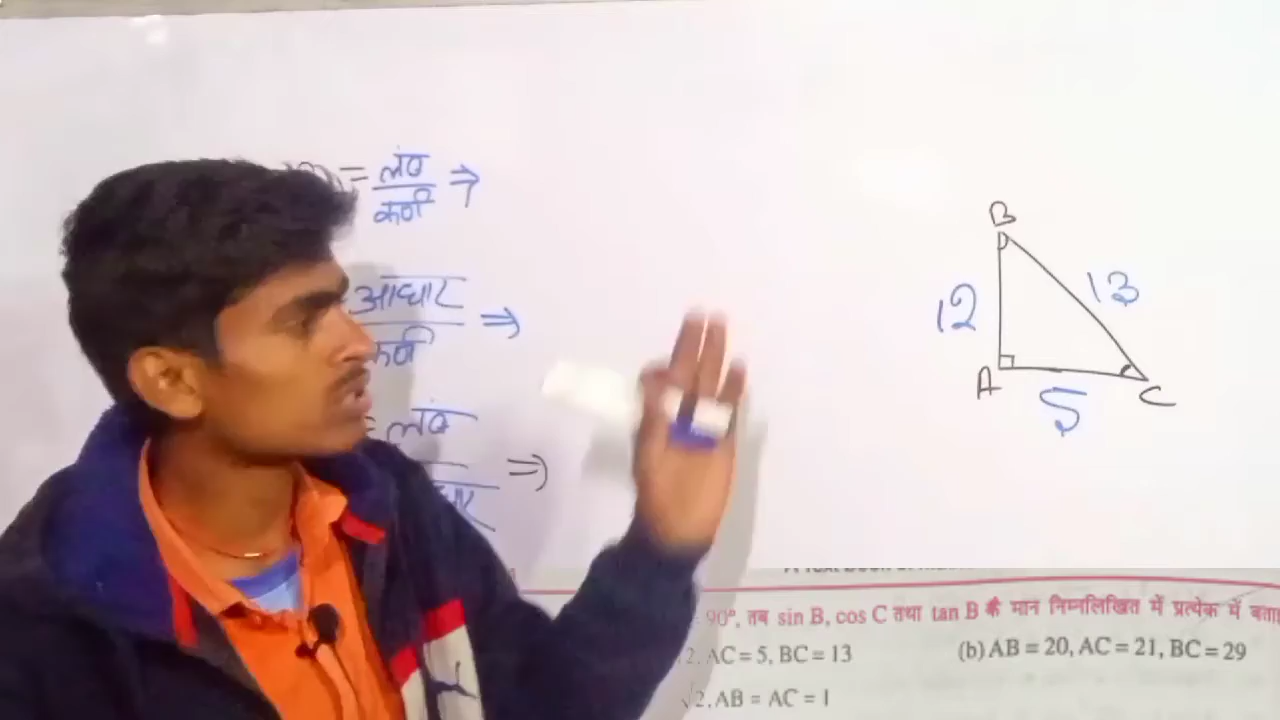 = लंब ⇒
कर्ण
आधार ⇒
कर्ण
= लंब ⇒
B
12 13
A C
5
90°, तब sin B, cos C तथा tan B के मान निम्नलिखित में प्रत्येक में
2, AC = 5, BC = 13 (b) AB = 20, AC = 21, BC = 29
√2, AB = AC = 1